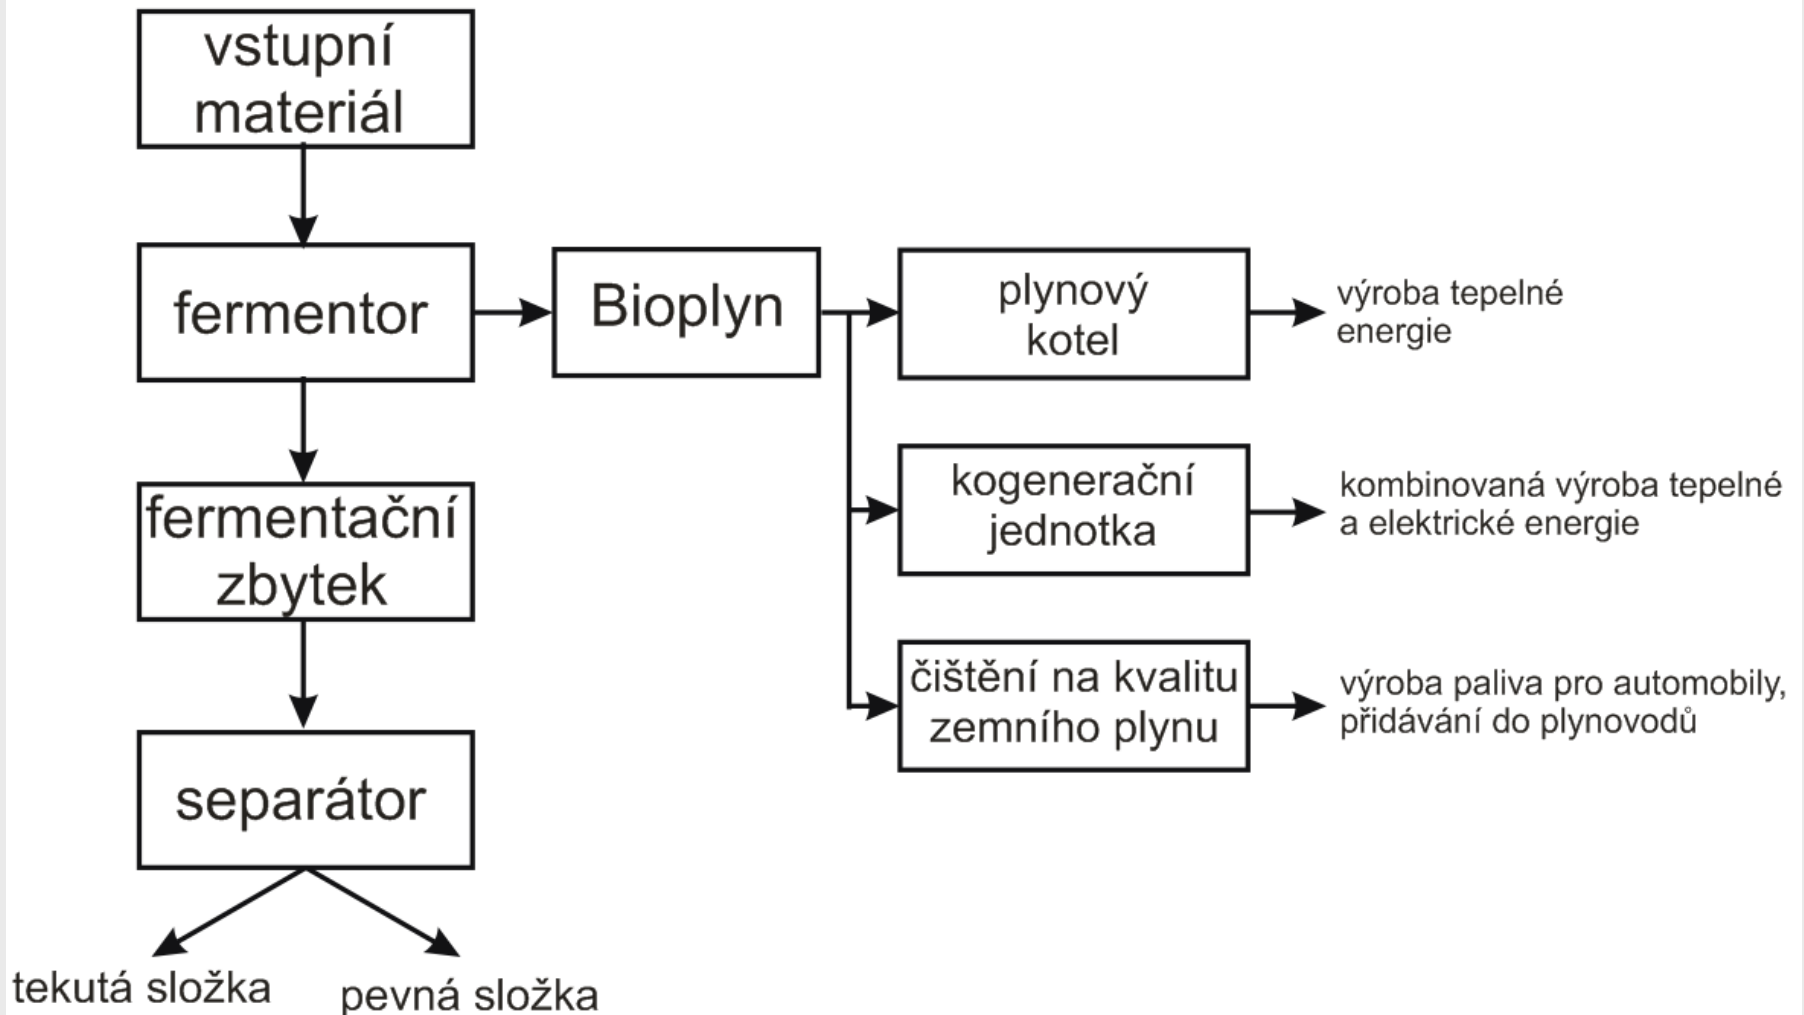 vstupní
materiál
fermentor
Bioplyn
plynový
kotel
výroba tepelné
energie
fermentační
zbytek
kogenerační
jednotka
kombinovaná výroba tepelné
a elektrické energie
čištění na kvalitu
zemního plynu
výroba paliva pro automobily,
přidávání do plynovodů
separátor
tekutá složka
pevná složka